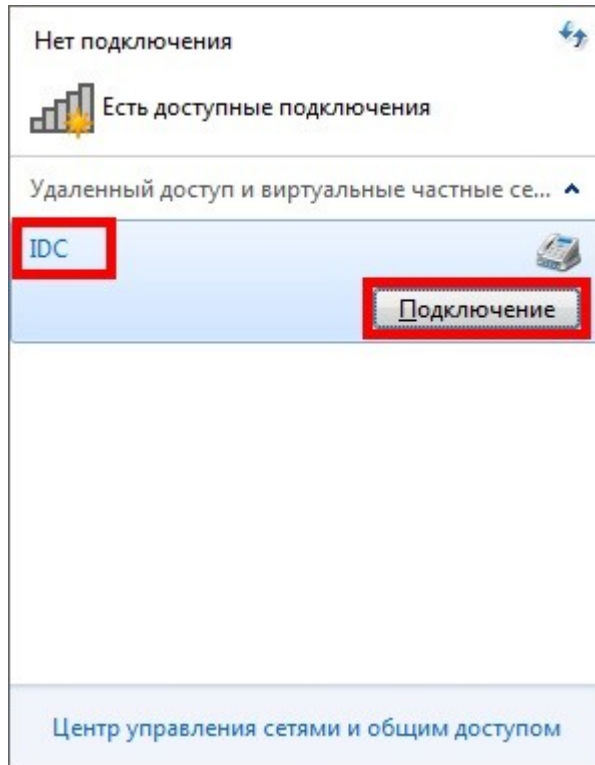 Нет подключения
Есть доступные подключения
Удаленный доступ и виртуальные частные се...
IDC
Подключение
Центр управления сетями и общим доступом